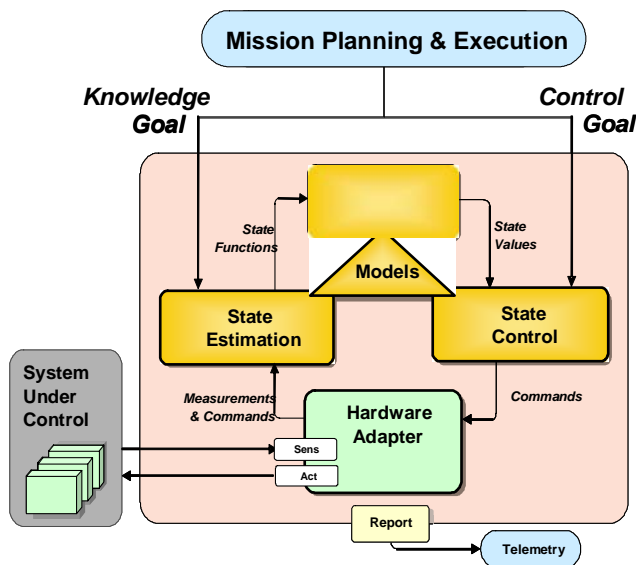 Mission Planning & Execution
Knowledge
Goal
Control
Goal
State
Functions
State
Values
Models
State
Estimation
State
Control
System
Under
Control
Measurements
& Commands
Hardware
Adapter
Commands
Sens
Act
Report
Telemetry